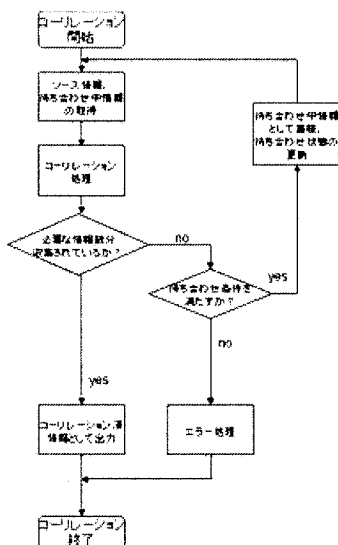 コーリレーション
開始
ソース情報、
待ち合わせ中情報
の取得
コーリレーション
処理
必要な情報数分
収集されているか？
no
待ち合わせ条件を
満たすか？
yes
待ち合わせ中情報
として蓄積、
待ち合わせ状態の
更新
yes
no
コーリレーション済
情報として出力
エラー処理
コーリレーション
終了